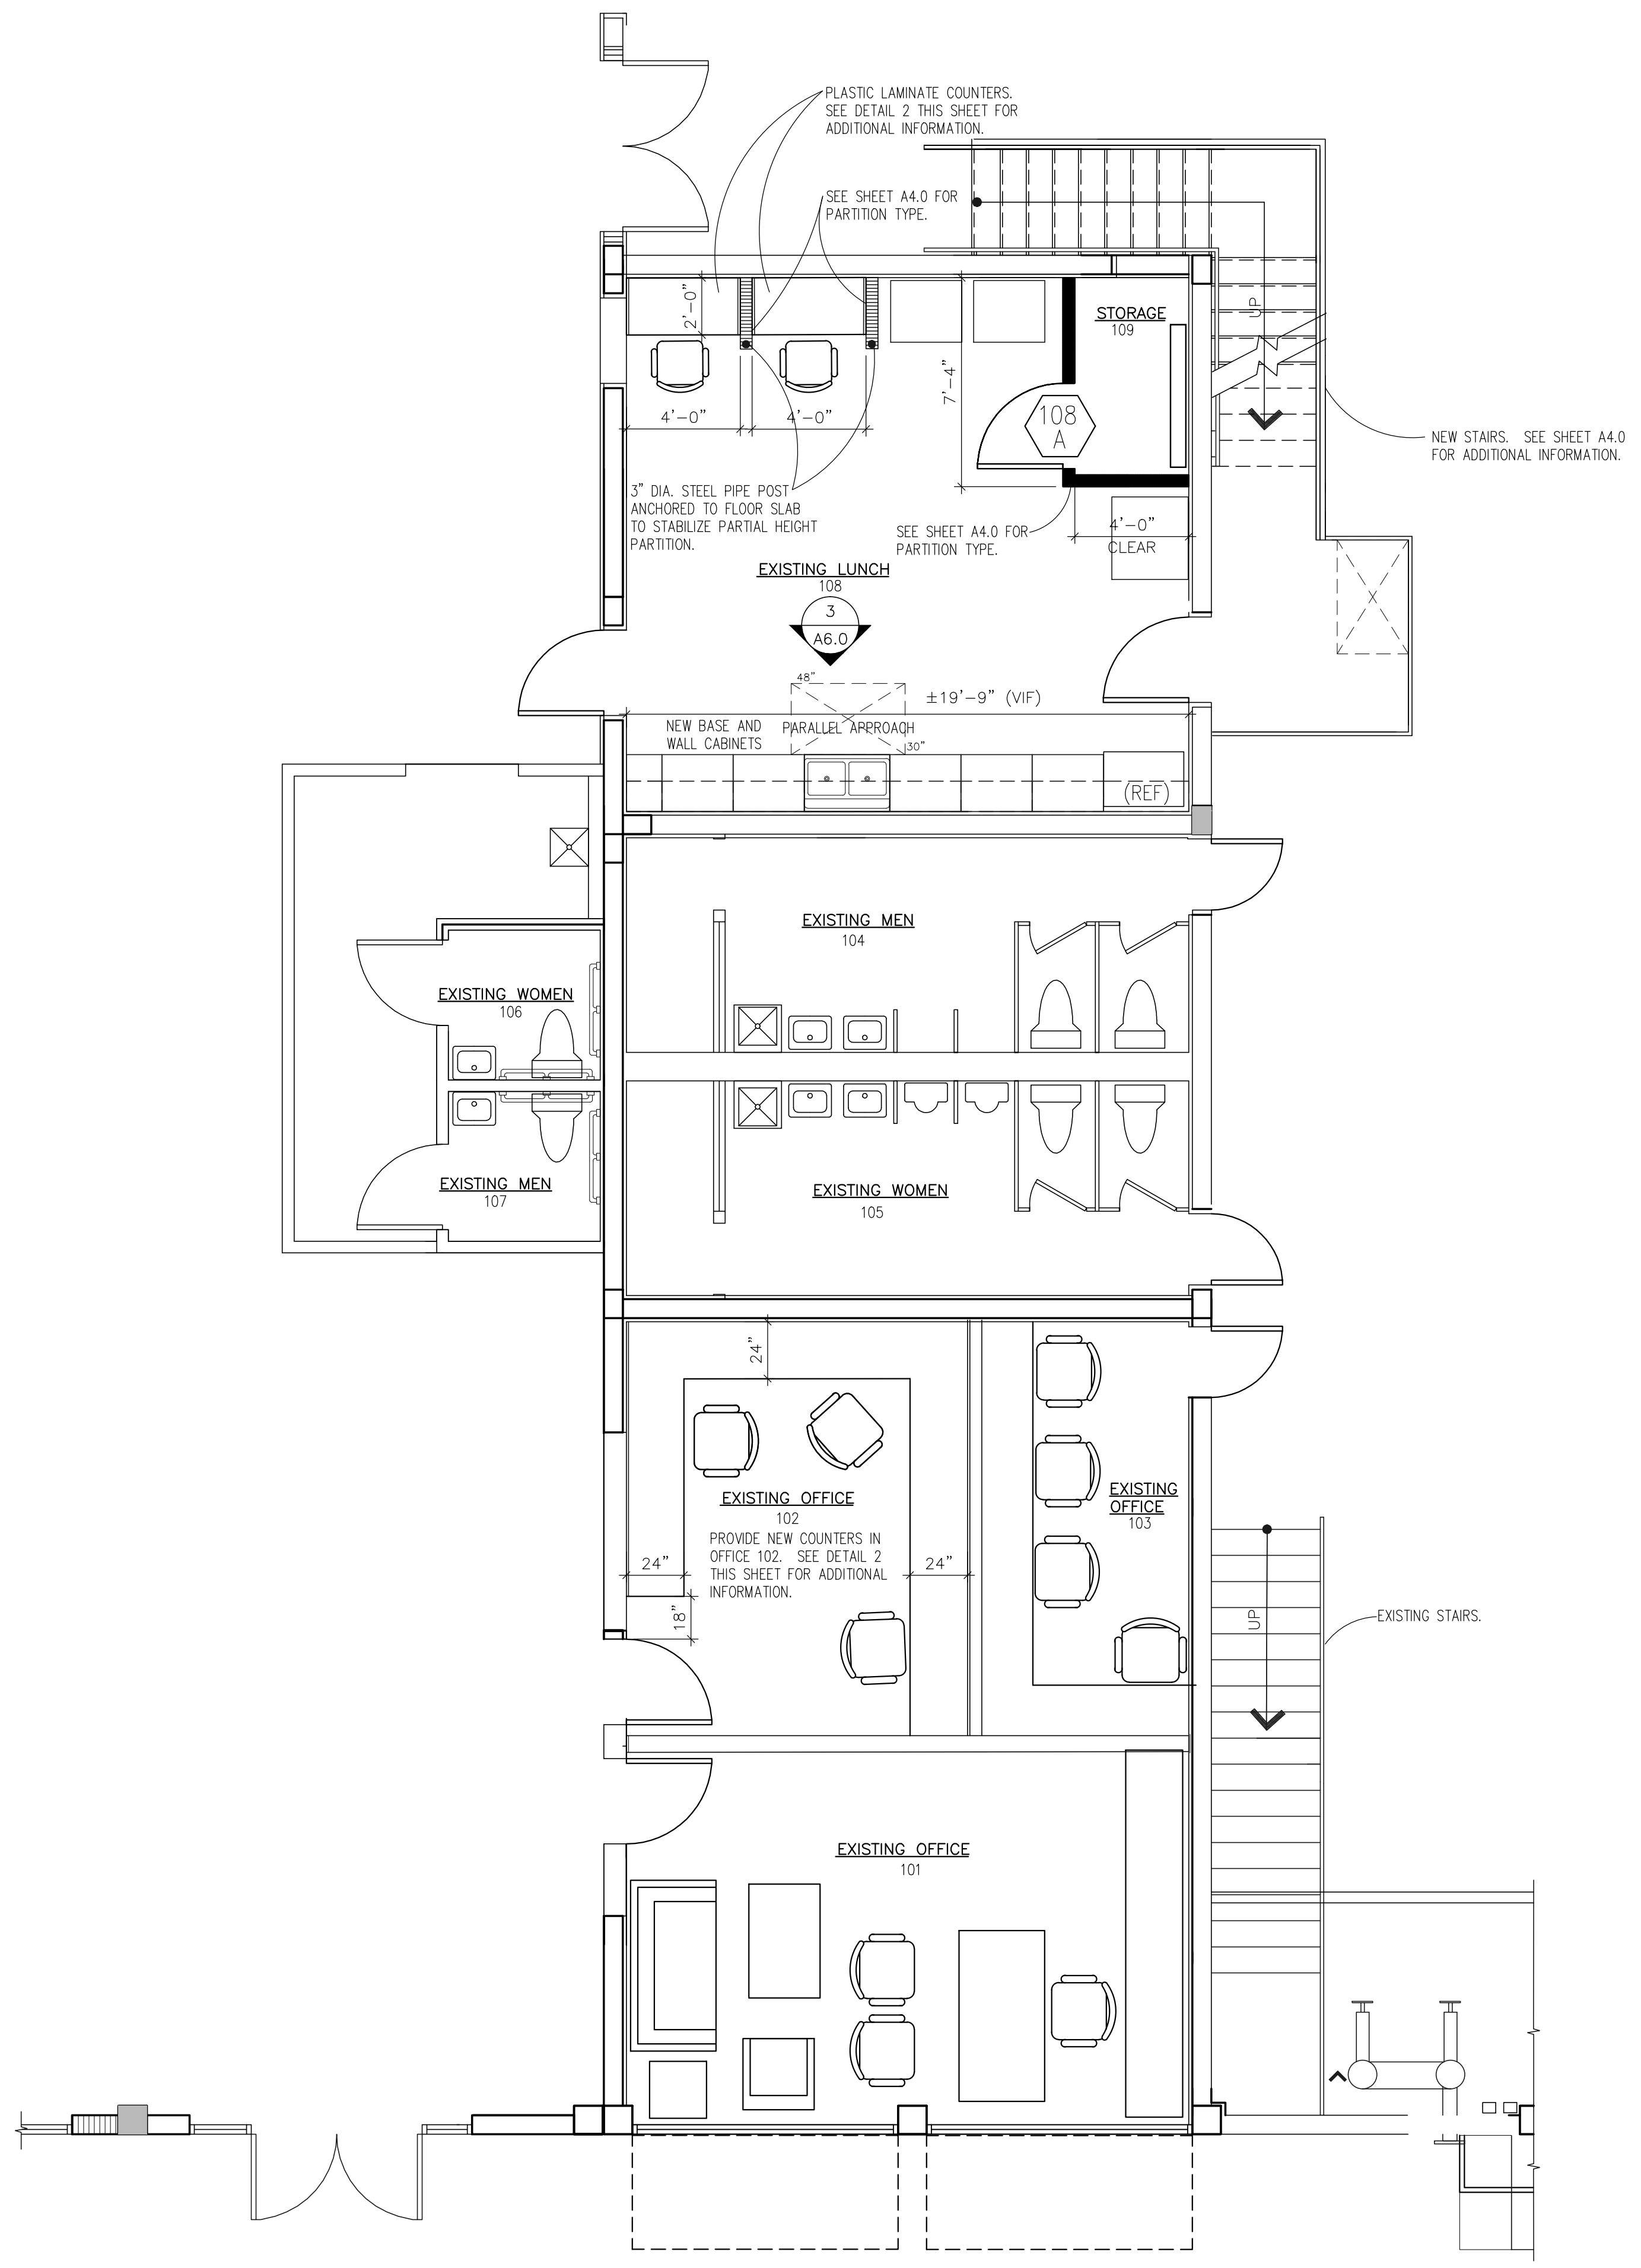 PLASTIC LAMINATE COUNTERS.
SEE DETAIL 2 THIS SHEET FOR
ADDITIONAL INFORMATION.
SEE SHEET A4.0 FOR
PARTITION TYPE.
2'-0"
STORAGE
109
UP
7'-4"
108
A
4'-0"
4'-0"
NEW STAIRS. SEE SHEET A4.0
FOR ADDITIONAL INFORMATION.
3" DIA. STEEL PIPE POST
ANCHORED TO FLOOR SLAB
TO STABILIZE PARTIAL HEIGHT
PARTITION.
SEE SHEET A4.0 FOR
PARTITION TYPE.
4'-0"
CLEAR
EXISTING LUNCH
108
3
A6.0
48"
±19'-9" (VIF)
NEW BASE AND
WALL CABINETS
PARALLEL APPROACH
30"
(REF)
EXISTING MEN
104
EXISTING WOMEN
106
EXISTING MEN
107
EXISTING WOMEN
105
24"
EXISTING OFFICE
102
PROVIDE NEW COUNTERS IN
OFFICE 102. SEE DETAIL 2
THIS SHEET FOR ADDITIONAL
INFORMATION.
EXISTING
OFFICE
103
24"
24"
18"
UP
EXISTING STAIRS.
EXISTING OFFICE
101